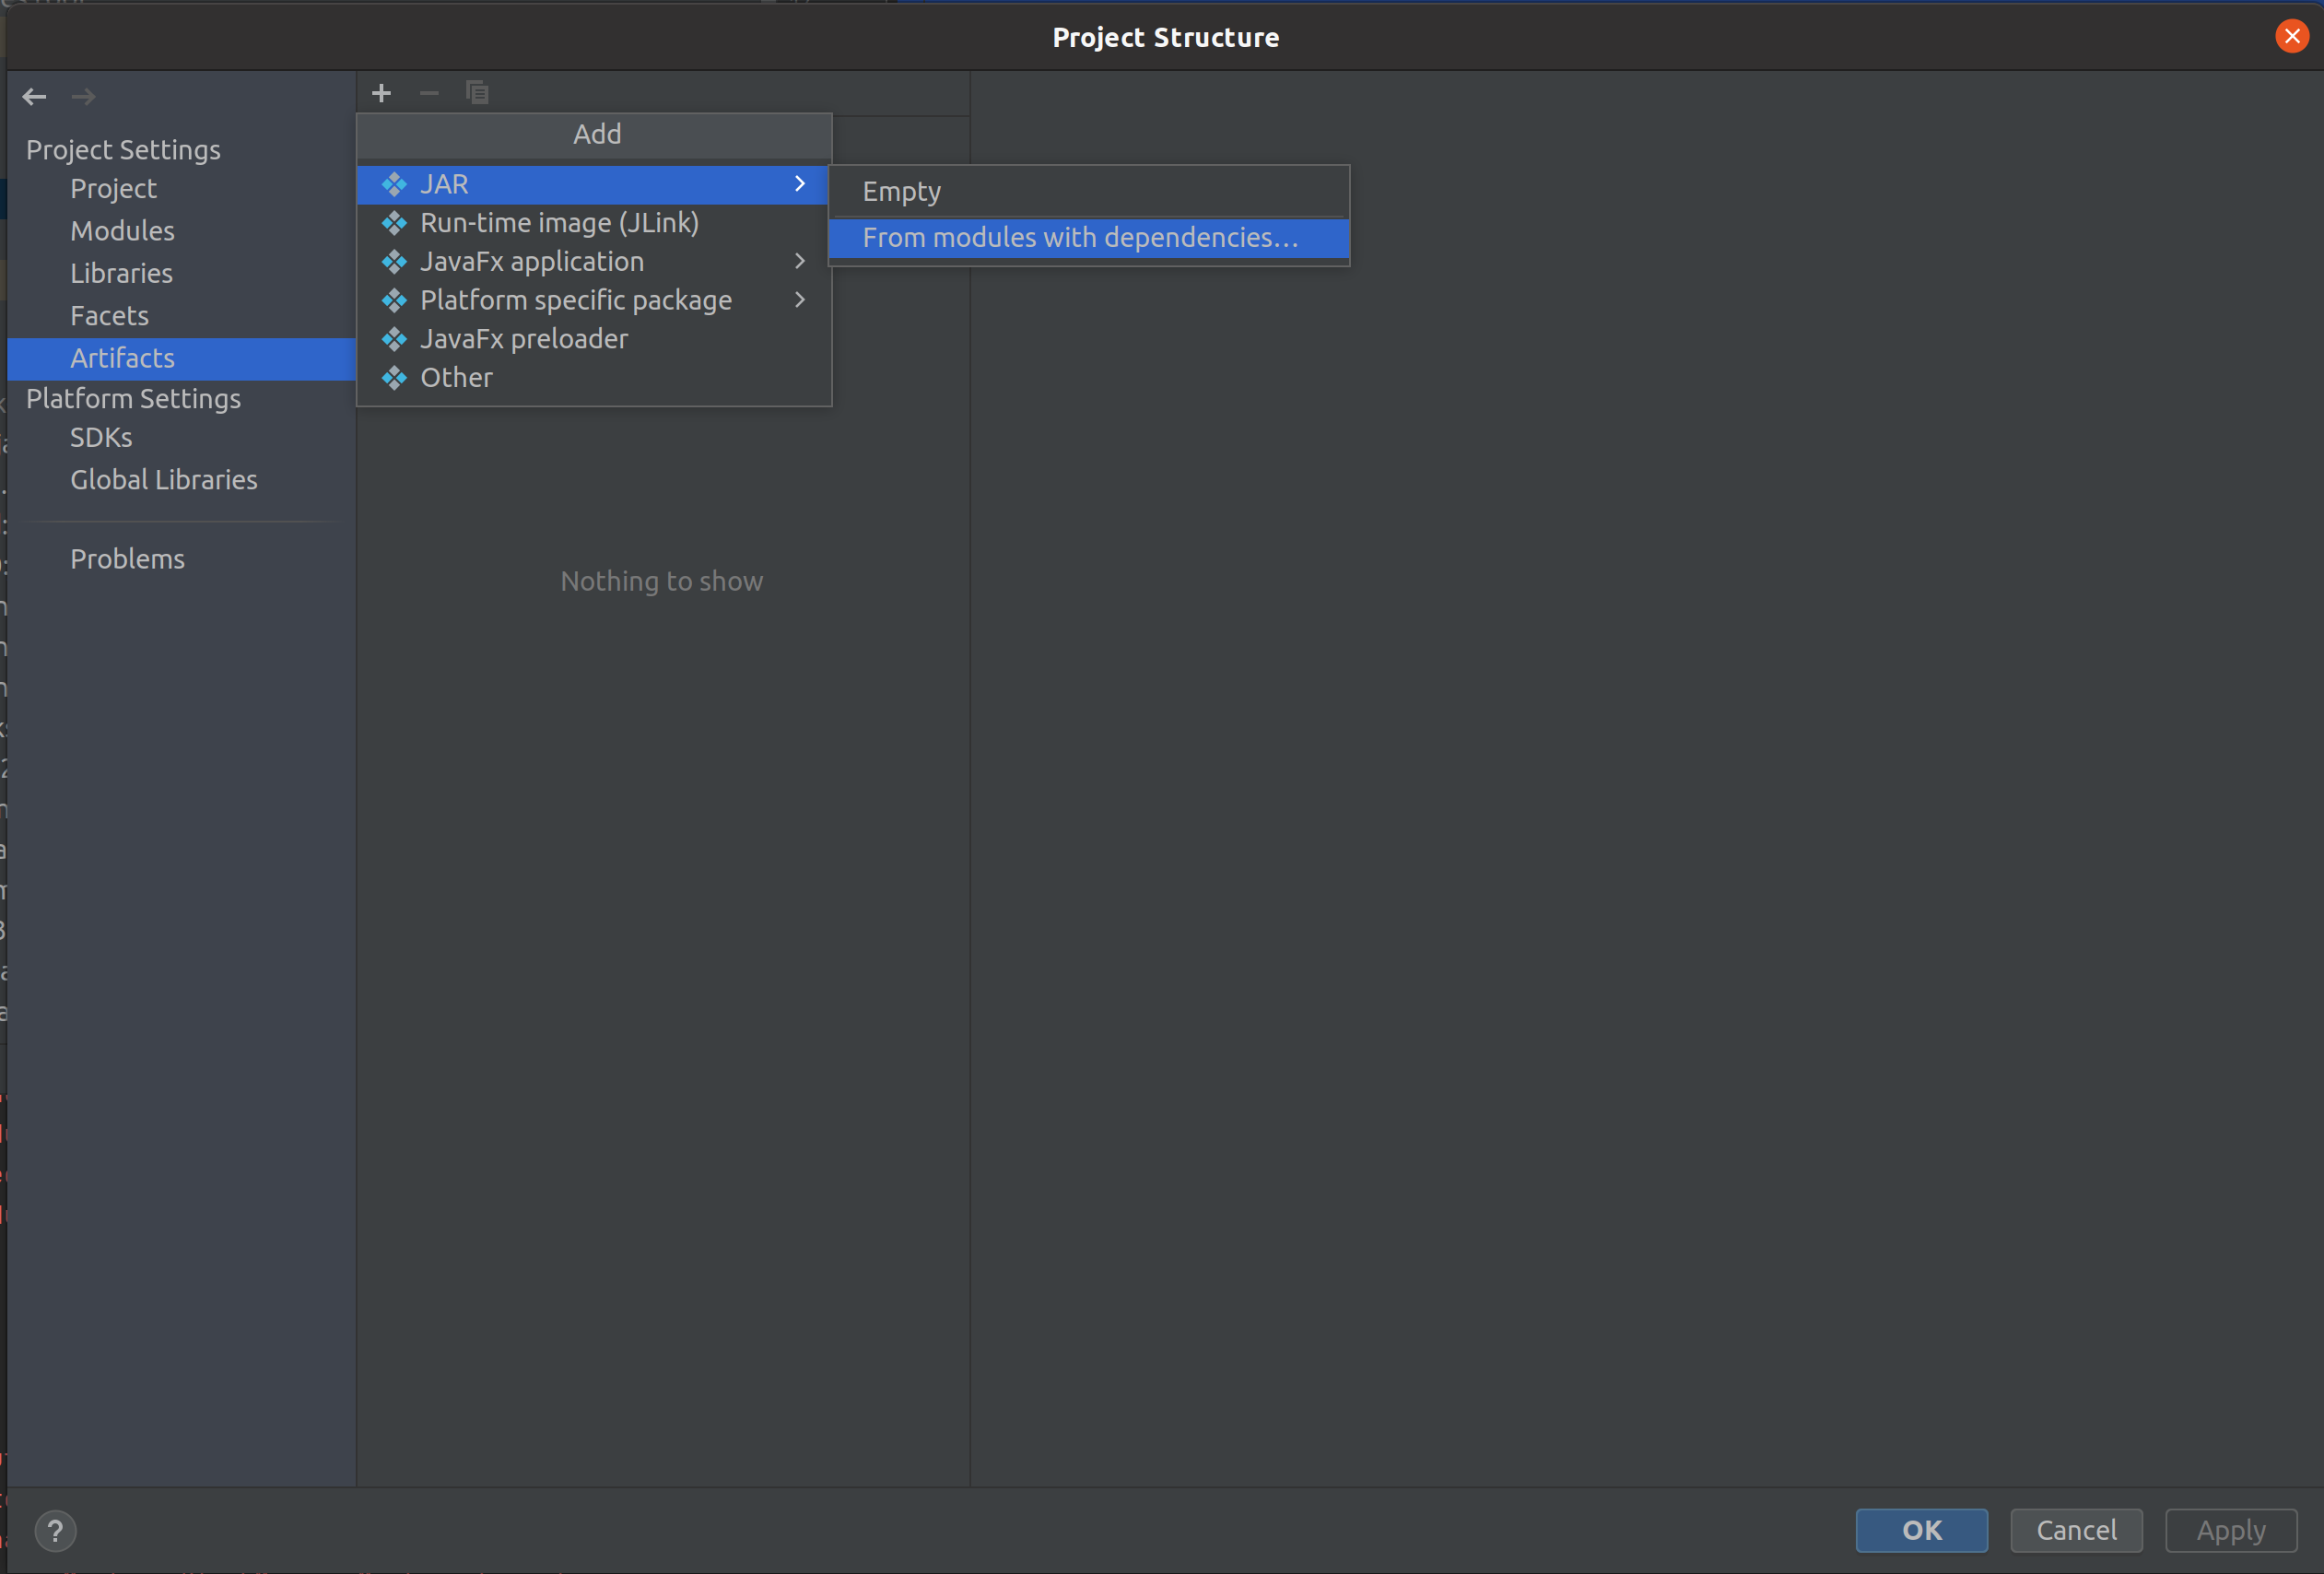 Project Structure
Project Settings
Project
Modules
Libraries
Facets
Artifacts
Platform Settings
SDKs
Global Libraries
Problems
Add
JAR
Run-time image (JLink)
JavaFx application
Platform specific package
JavaFx preloader
Other
Empty
From modules with dependencies...
Nothing to show
?
OK
Cancel
Apply